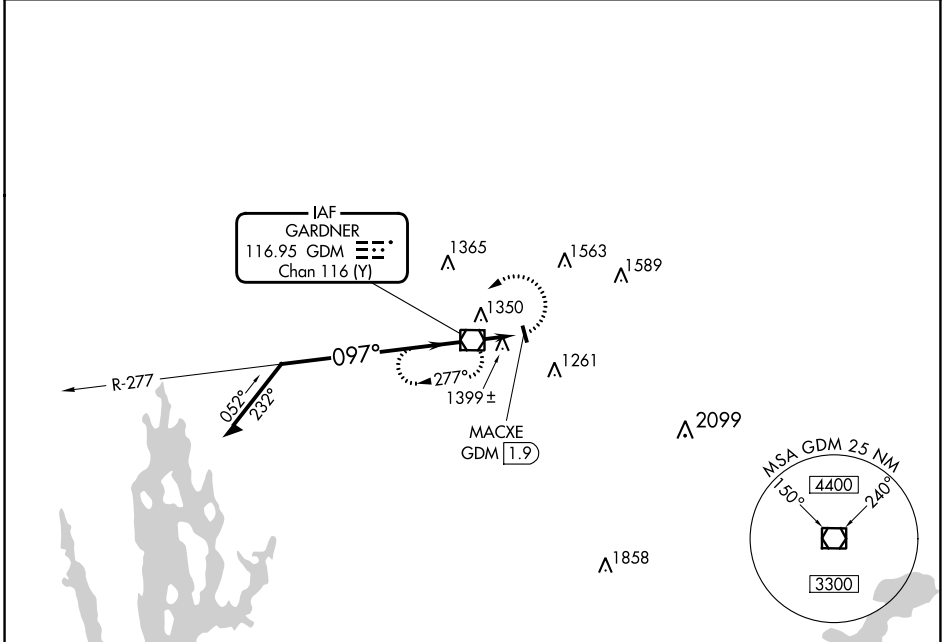 IAF
GARDNER
116.95 GDM
Chan 116 (Y)
1365
1563
1589
1350
R-277
097°
277°
1399 ±
1261
052°
232°
MACXE
GDM 1.9
2099
MSA GDM 25 NM
4400
150°
240°
3300
1858